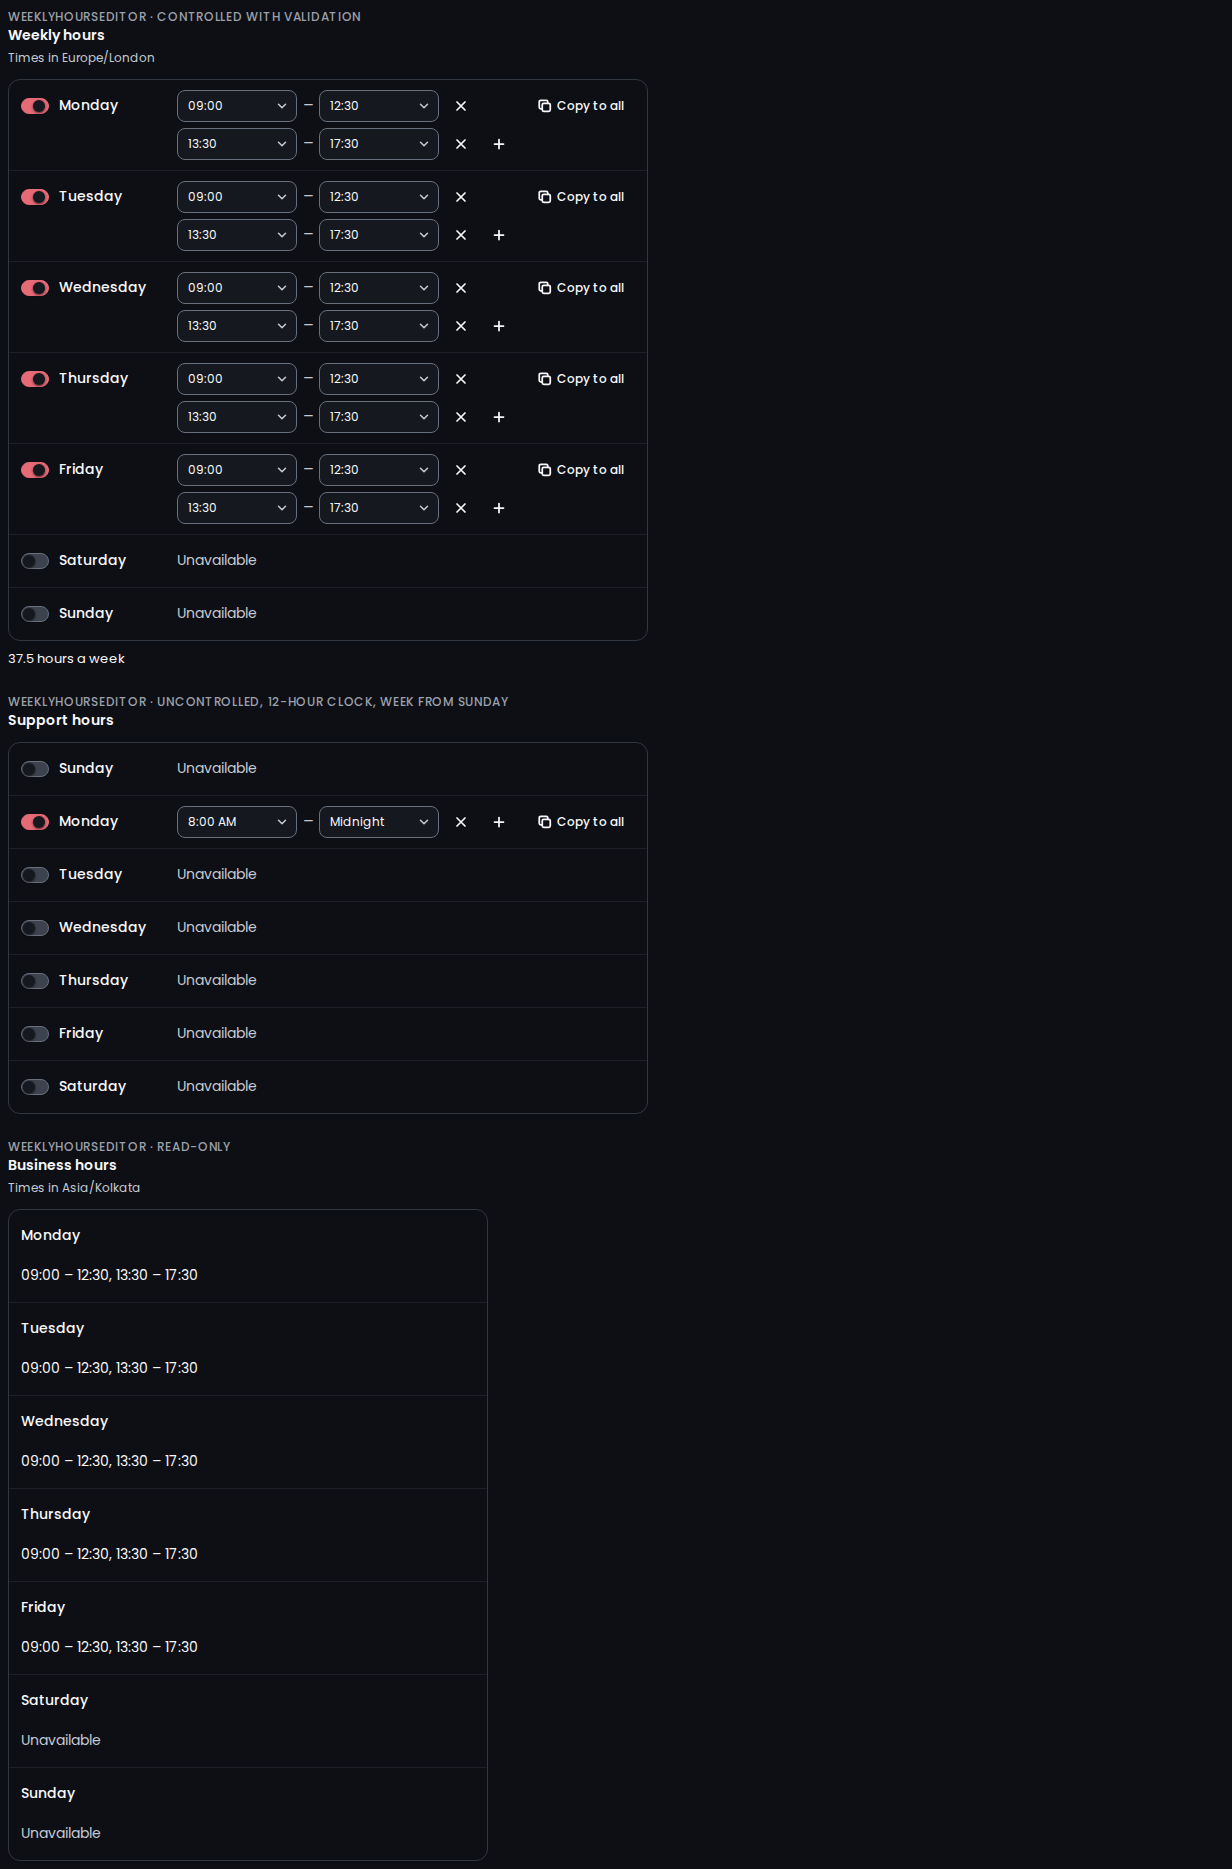 WEEKLYHOURSEDITOR · CONTROLLED WITH VALIDATION
Weekly hours
Times in Europe/London
Monday 09:00 – 12:30 Copy to all
13:30 – 17:30
Tuesday 09:00 – 12:30 Copy to all
13:30 – 17:30
Wednesday 09:00 – 12:30 Copy to all
13:30 – 17:30
Thursday 09:00 – 12:30 Copy to all
13:30 – 17:30
Friday 09:00 – 12:30 Copy to all
13:30 – 17:30
Saturday Unavailable
Sunday Unavailable
37.5 hours a week
WEEKLYHOURSEDITOR · UNCONTROLLED, 12-HOUR CLOCK, WEEK FROM SUNDAY
Support hours
Sunday Unavailable
Monday 8:00 AM – Midnight Copy to all
Tuesday Unavailable
Wednesday Unavailable
Thursday Unavailable
Friday Unavailable
Saturday Unavailable
WEEKLYHOURSEDITOR · READ-ONLY
Business hours
Times in Asia/Kolkata
Monday
09:00 – 12:30, 13:30 – 17:30
Tuesday
09:00 – 12:30, 13:30 – 17:30
Wednesday
09:00 – 12:30, 13:30 – 17:30
Thursday
09:00 – 12:30, 13:30 – 17:30
Friday
09:00 – 12:30, 13:30 – 17:30
Saturday
Unavailable
Sunday
Unavailable